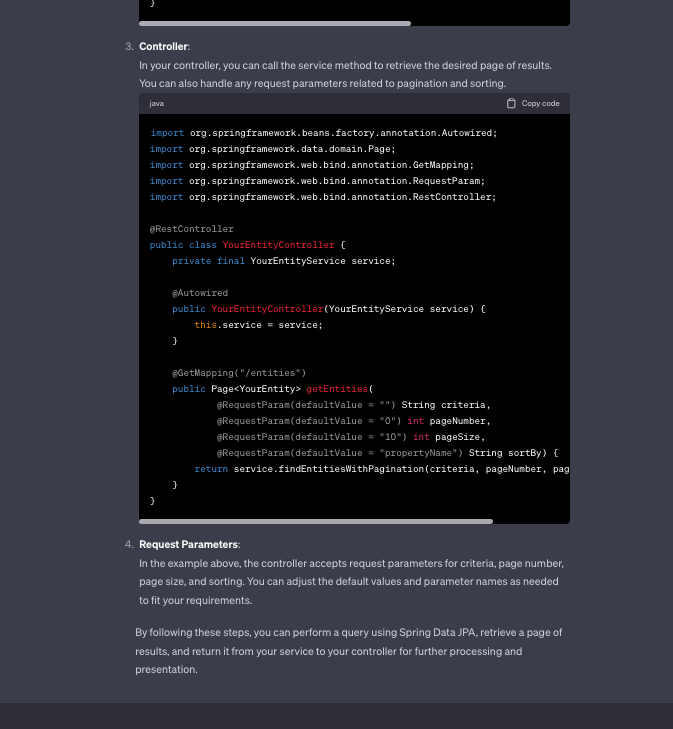 }
3. Controller:
In your controller, you can call the service method to retrieve the desired page of results.
You can also handle any request parameters related to pagination and sorting.
java Copy code
import org.springframework.beans.factory.annotation.Autowired;
import org.springframework.data.domain.Page;
import org.springframework.web.bind.annotation.GetMapping;
import org.springframework.web.bind.annotation.RequestParam;
import org.springframework.web.bind.annotation.RestController;
@RestController
public class YourEntityController {
private final YourEntityService service;
@Autowired
public YourEntityController(YourEntityService service) {
this.service = service;
}
@GetMapping("/entities")
public Page<YourEntity> getEntities(
@RequestParam(defaultValue = "") String criteria,
@RequestParam(defaultValue = "0") int pageNumber,
@RequestParam(defaultValue = "10") int pageSize,
@RequestParam(defaultValue = "propertyName") String sortBy) {
return service.findEntitiesWithPagination(criteria, pageNumber, pag
}
}
4. Request Parameters:
In the example above, the controller accepts request parameters for criteria, page number,
page size, and sorting. You can adjust the default values and parameter names as needed
to fit your requirements.
By following these steps, you can perform a query using Spring Data JPA, retrieve a page of
results, and return it from your service to your controller for further processing and
presentation.